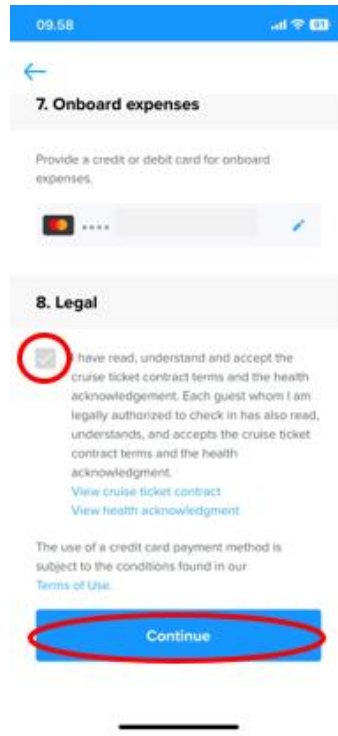 09.58
81
7. Onboard expenses
Provide a credit or debit card for onboard
expenses.
••••
8. Legal
I have read, understand and accept the
cruise ticket contract terms and the health
acknowledgement. Each guest whom I am
legally authorized to check in has also read,
understands, and accepts the cruise ticket
contract terms and the health
acknowledgment.
View cruise ticket contract
View health acknowledgment
The use of a credit card payment method is
subject to the conditions found in our
Terms of Use.
Continue